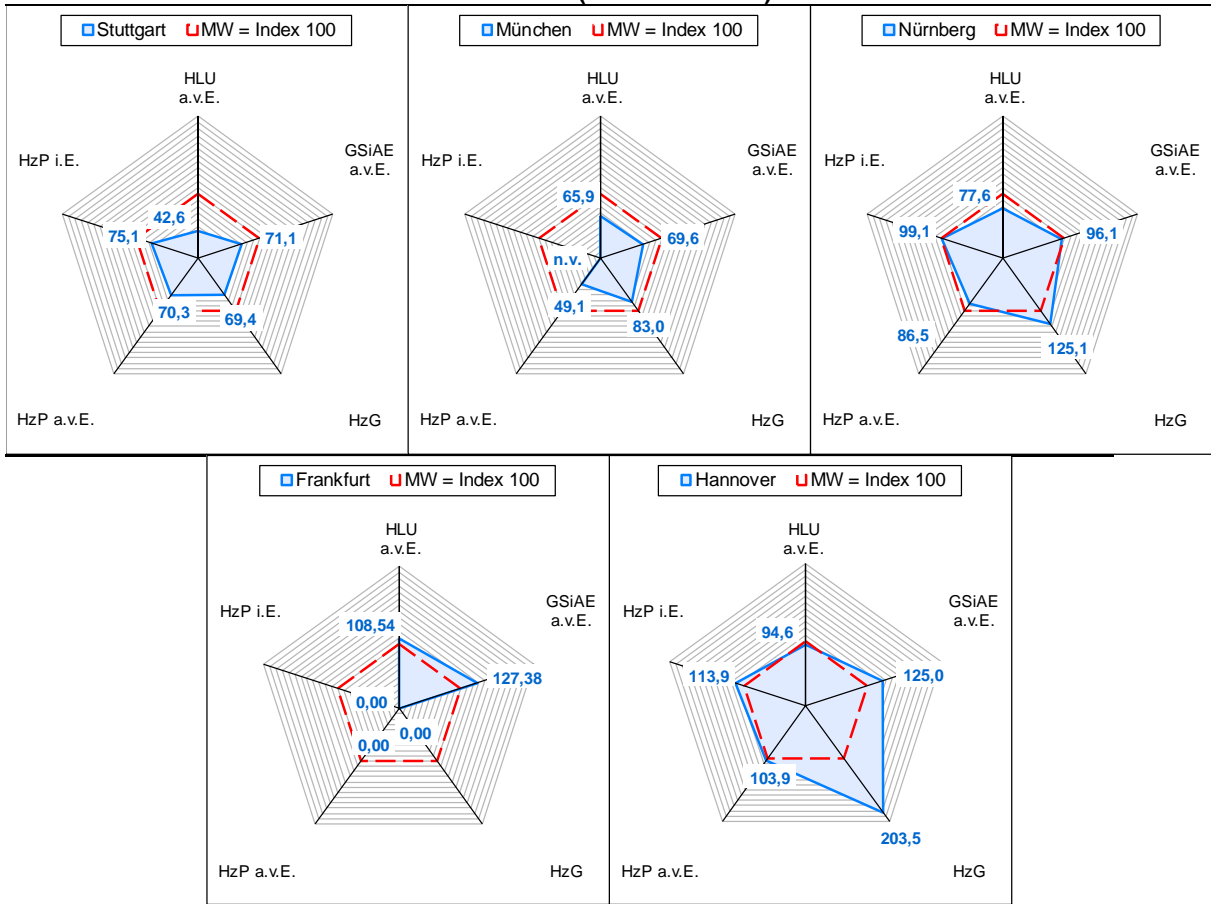 Stuttgart MW = Index 100
HLU
a.v.E.
HzP i.E.
GSiAE
a.v.E.
42,6
75,1
71,1
70,3
69,4
HzP a.v.E.
HzG
München MW = Index 100
HLU
a.v.E.
HzP i.E.
GSiAE
a.v.E.
65,9
n.v.
69,6
49,1
83,0
HzP a.v.E.
HzG
Nürnberg MW = Index 100
HLU
a.v.E.
HzP i.E.
GSiAE
a.v.E.
77,6
99,1
96,1
86,5
125,1
HzP a.v.E.
HzG
Frankfurt MW = Index 100
HLU
a.v.E.
HzP i.E.
GSiAE
a.v.E.
108,54
127,38
0,00
0,00
0,00
HzP a.v.E.
HzG
Hannover MW = Index 100
HLU
a.v.E.
HzP i.E.
GSiAE
a.v.E.
94,6
113,9
125,0
103,9
203,5
HzP a.v.E.
HzG